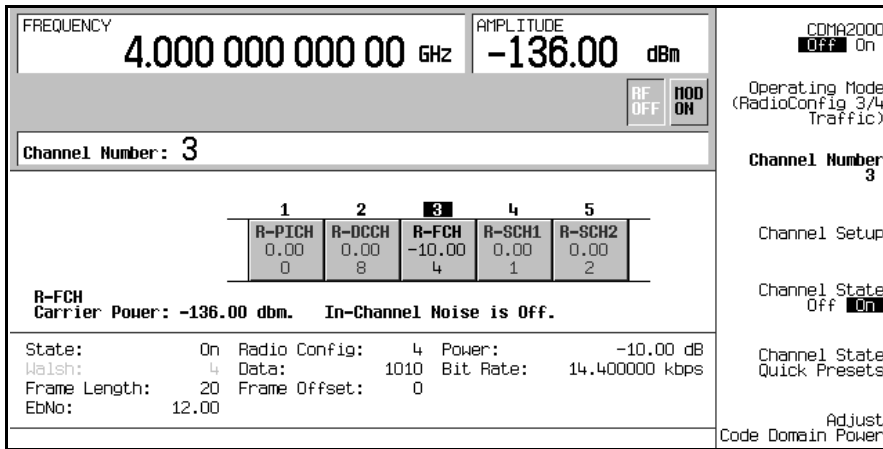 FREQUENCY
4.000 000 000 00 GHz
AMPLITUDE
-136.00 dBm
RF OFF
MOD ON
Channel Number: 3
1 2 3 4 5
R-PICH R-DCCH R-FCH R-SCH1 R-SCH2
0.00 0.00 -10.00 0.00 0.00
0 8 4 1 2
R-FCH
Carrier Power: -136.00 dbm. In-Channel Noise is Off.
State: On Radio Config: 4 Power: -10.00 dB
Walsh: 4 Data: 1010 Bit Rate: 14.400000 kbps
Frame Length: 20 Frame Offset: 0
EbNo: 12.00
CDMA2000
Off On
Operating Mode
(RadioConfig 3/4
Traffic)
Channel Number
3
Channel Setup
Channel State
Off On
Channel State
Quick Presets
Adjust
Code Domain Power